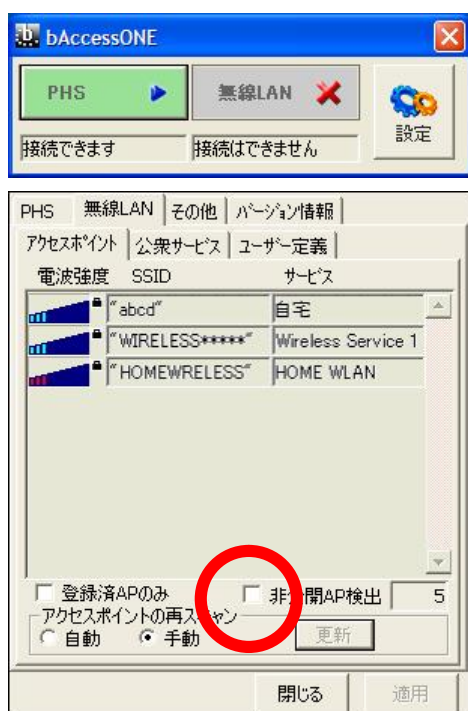 b. bAccessONE
PHS 無線LAN
設定
接続できます 接続はできません
PHS 無線LAN その他 バージョン情報
アクセスポイント 公衆サービス ユーザー定義
電波強度 SSID サービス
"abcd" 自宅
"WIRELESS*****" Wireless Service 1
"HOMEWRELESS" HOME WLAN
登録済APのみ 非公開AP検出 5
アクセスポイントの再スキャン
自動 手動 更新
閉じる 適用